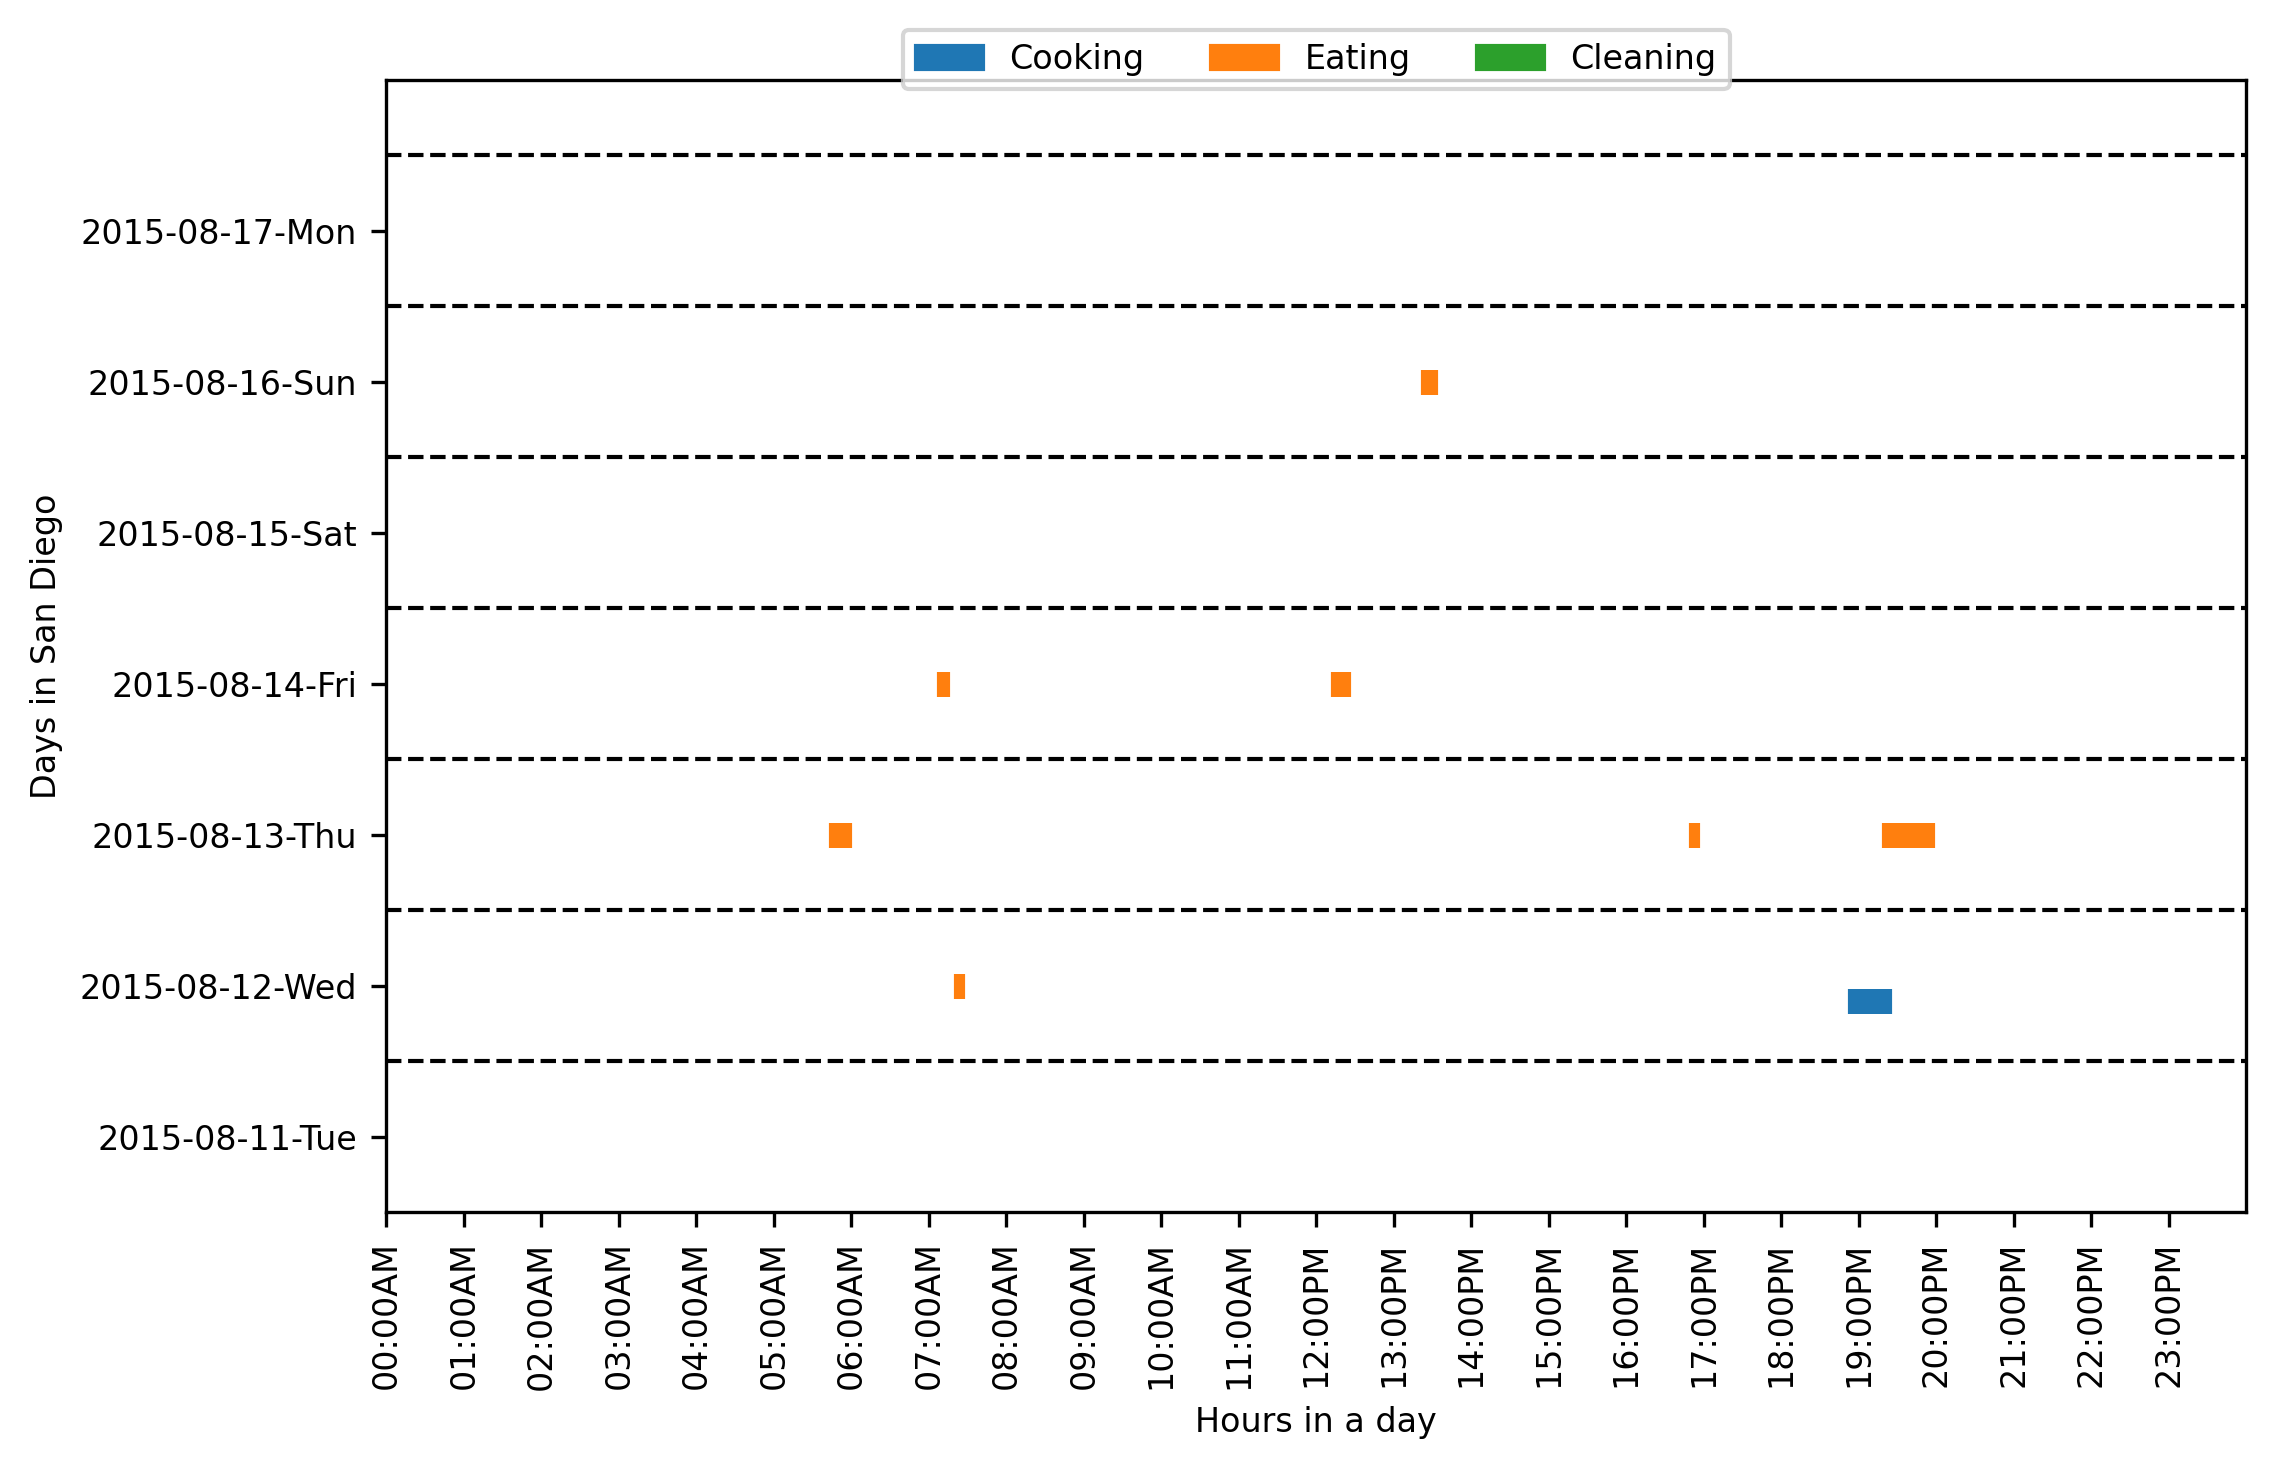 Cooking Eating Cleaning
Days in San Diego
2015-08-17-Mon
2015-08-16-Sun
2015-08-15-Sat
2015-08-14-Fri
2015-08-13-Thu
2015-08-12-Wed
2015-08-11-Tue
00:00AM
01:00AM
02:00AM
03:00AM
04:00AM
05:00AM
06:00AM
07:00AM
08:00AM
09:00AM
10:00AM
11:00AM
12:00PM
13:00PM
14:00PM
15:00PM
16:00PM
17:00PM
18:00PM
19:00PM
20:00PM
21:00PM
22:00PM
23:00PM
Hours in a day